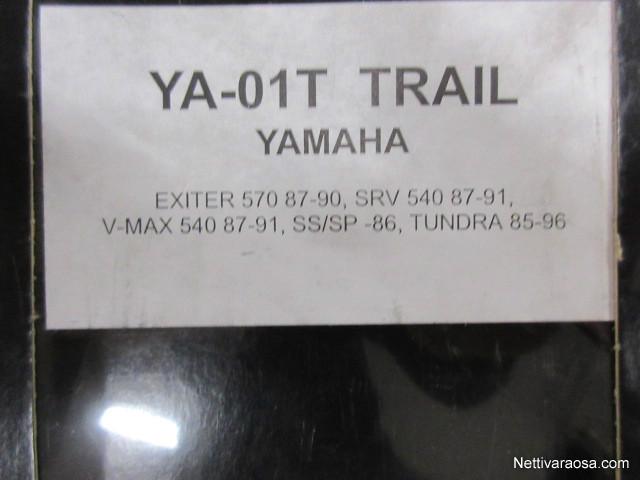 YA-01T TRAIL
YAMAHA
EXITER 570 87-90, SRV 540 87-91,
V-MAX 540 87-91, SS/SP -86, TUNDRA 85-96
Nettivaraosa.com